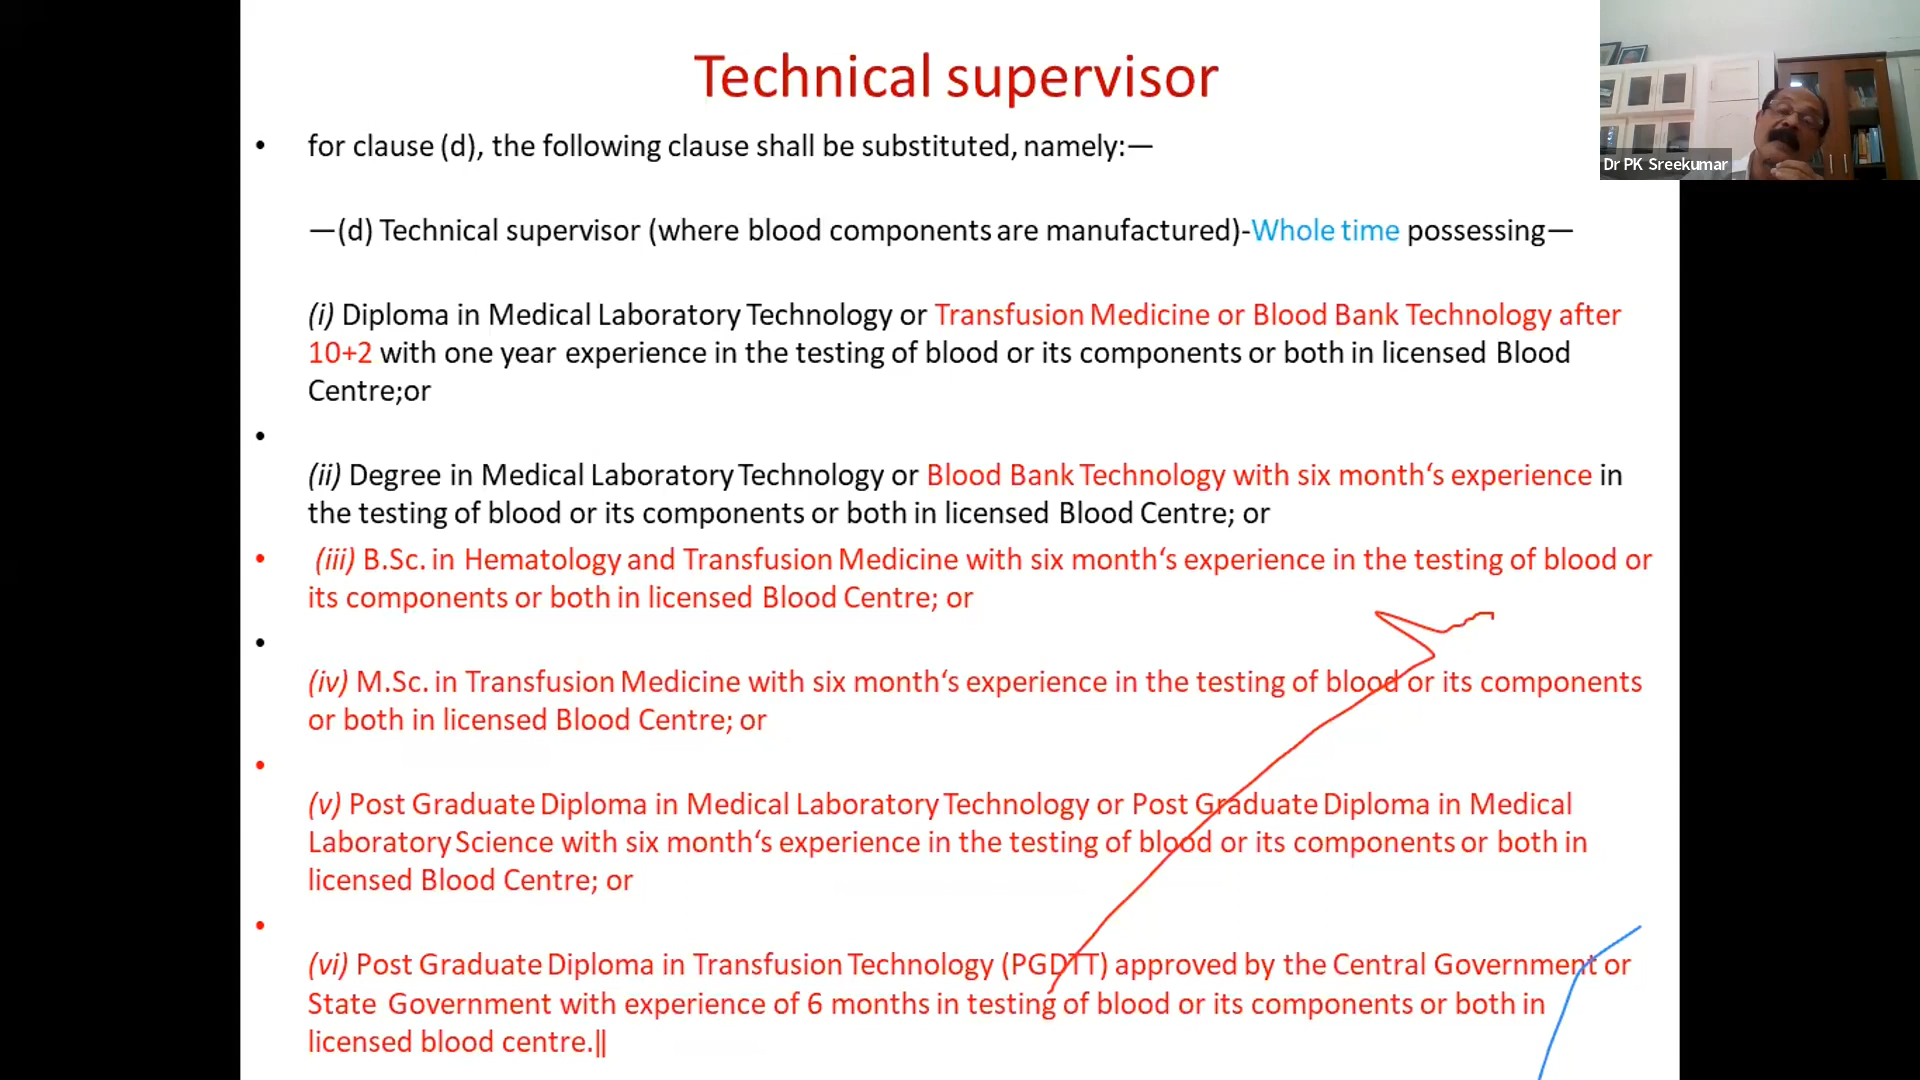 Technical supervisor
Dr PK Sreekumar
• for clause (d), the following clause shall be substituted, namely:—
—(d) Technical supervisor (where blood components are manufactured)-Whole time possessing—
(i) Diploma in Medical Laboratory Technology or Transfusion Medicine or Blood Bank Technology after
10+2 with one year experience in the testing of blood or its components or both in licensed Blood
Centre;or
•
(ii) Degree in Medical Laboratory Technology or Blood Bank Technology with six month‘s experience in
the testing of blood or its components or both in licensed Blood Centre; or
• (iii) B.Sc. in Hematology and Transfusion Medicine with six month‘s experience in the testing of blood or
its components or both in licensed Blood Centre; or
•
(iv) M.Sc. in Transfusion Medicine with six month‘s experience in the testing of blood or its components
or both in licensed Blood Centre; or
•
(v) Post Graduate Diploma in Medical Laboratory Technology or Post Graduate Diploma in Medical
Laboratory Science with six month‘s experience in the testing of blood or its components or both in
licensed Blood Centre; or
•
(vi) Post Graduate Diploma in Transfusion Technology (PGDTT) approved by the Central Government or
State Government with experience of 6 months in testing of blood or its components or both in
licensed blood centre.‖